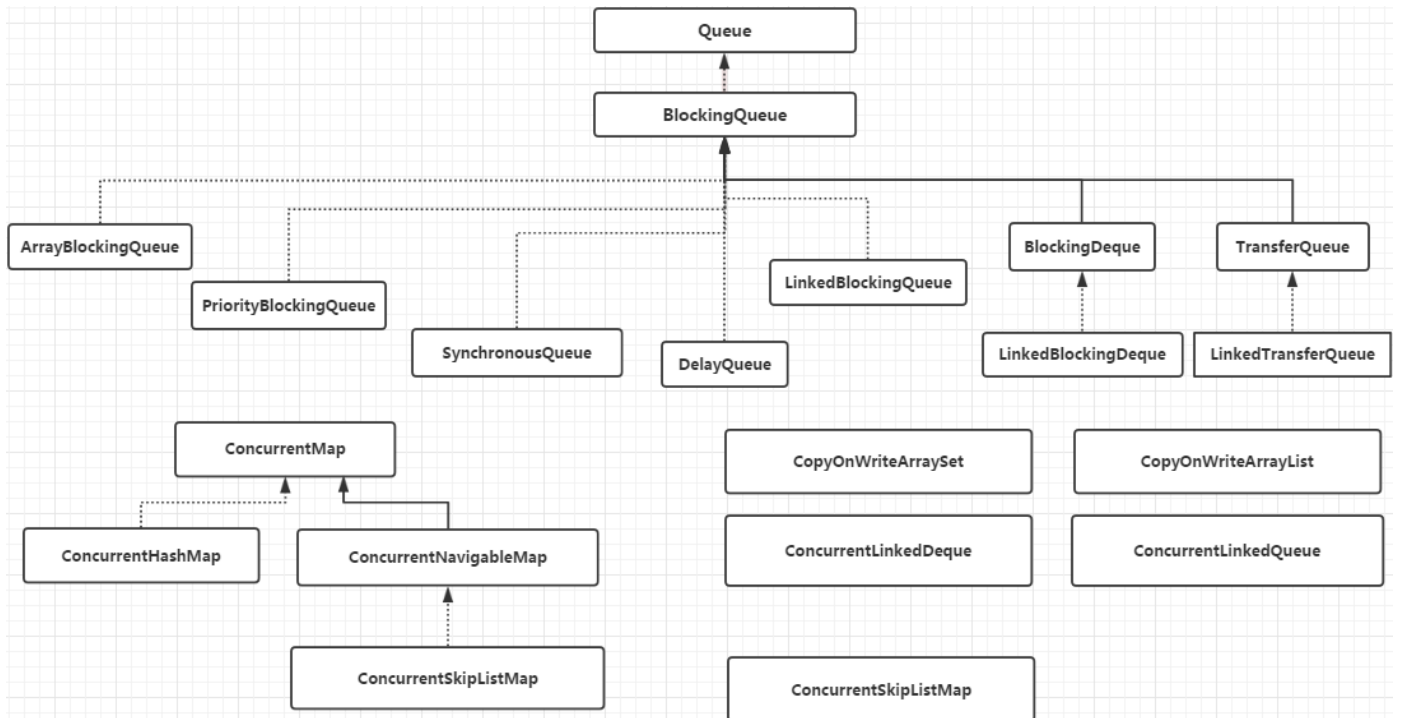 Queue
BlockingQueue
ArrayBlockingQueue
BlockingDeque
TransferQueue
LinkedBlockingQueue
PriorityBlockingQueue
SynchronousQueue
DelayQueue
LinkedBlockingDeque
LinkedTransferQueue
ConcurrentMap
CopyOnWriteArraySet
CopyOnWriteArrayList
ConcurrentHashMap
ConcurrentNavigableMap
ConcurrentLinkedDeque
ConcurrentLinkedQueue
ConcurrentSkipListMap
ConcurrentSkipListMap